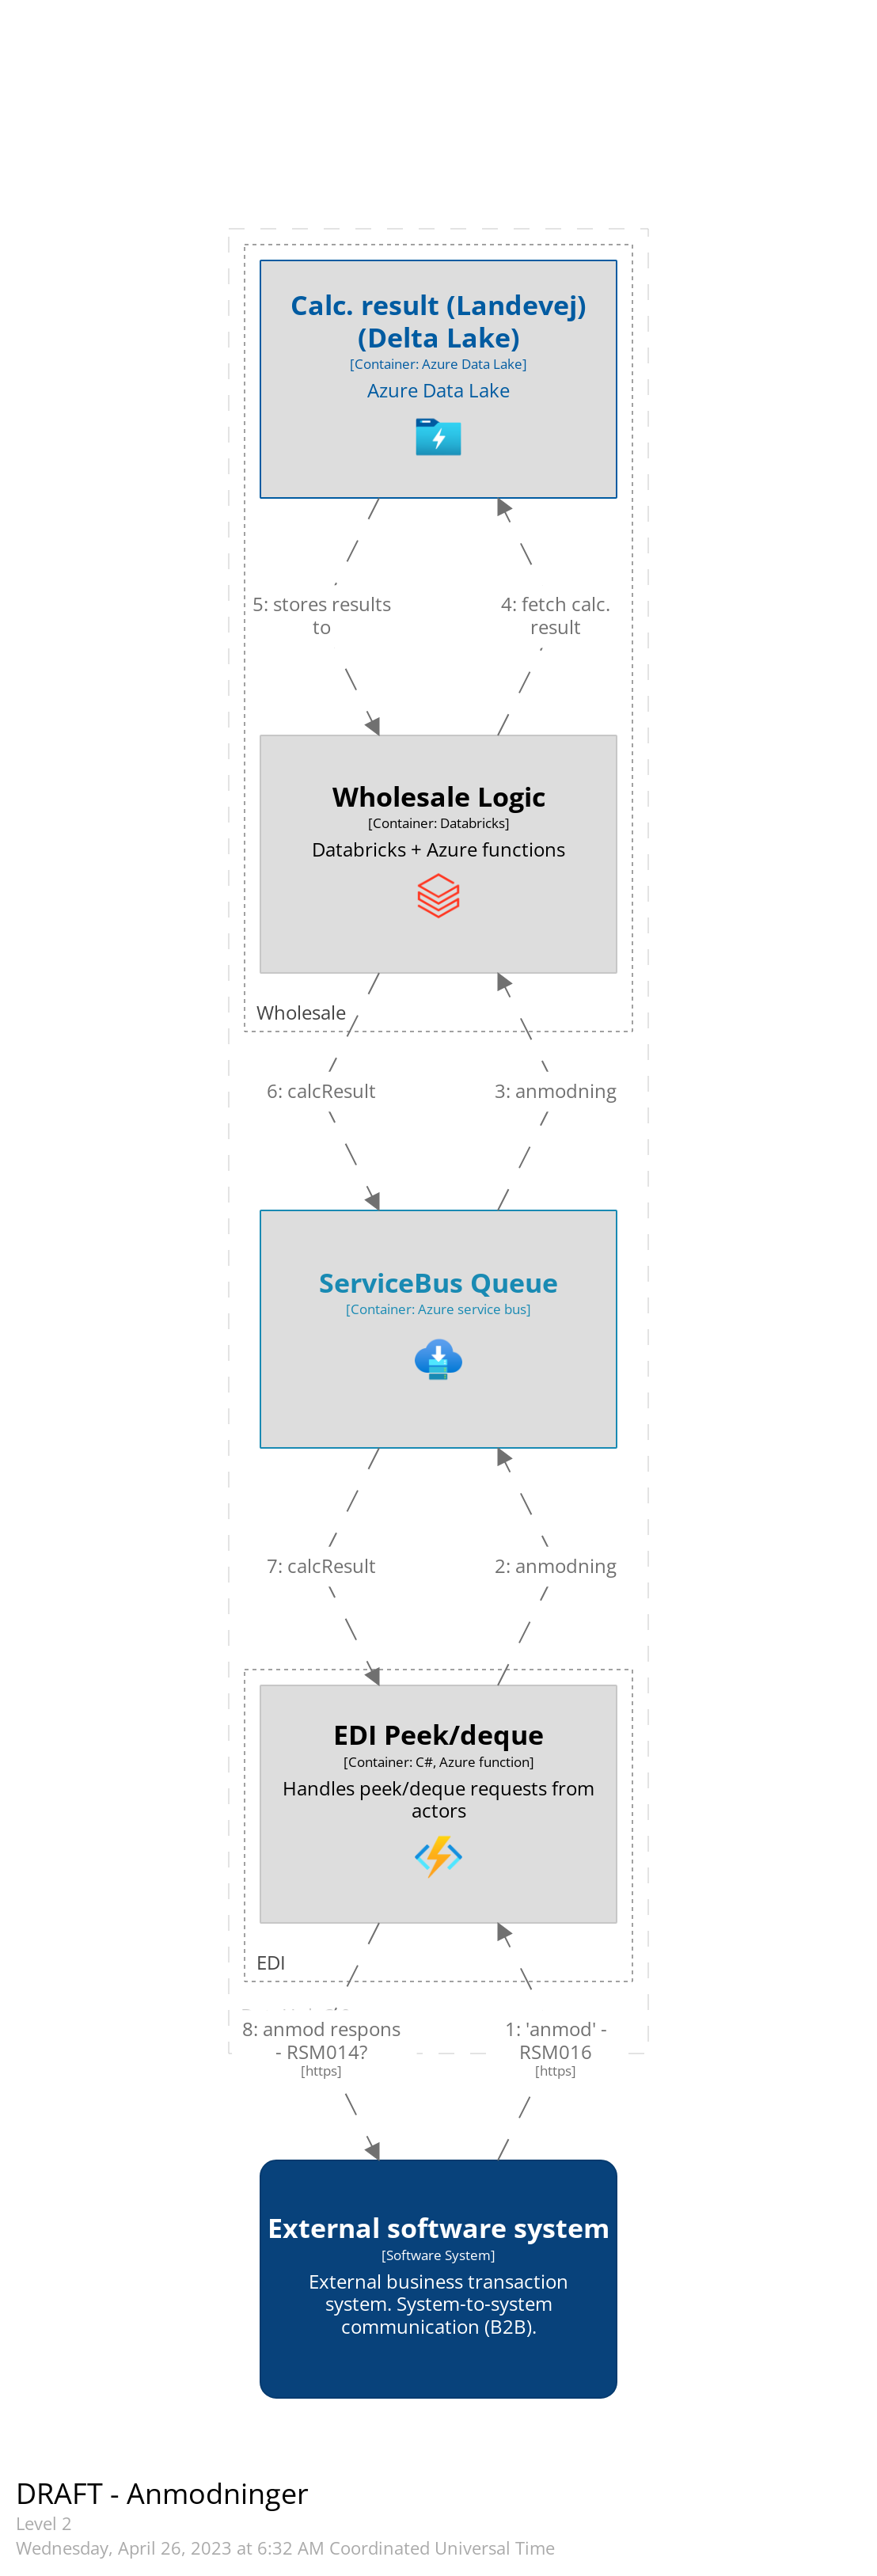 Calc. result (Landevej)
(Delta Lake)
[Container: Azure Data Lake]
Azure Data Lake
5: stores results
to
4: fetch calc.
result
Wholesale Logic
[Container: Databricks]
Databricks + Azure functions
Wholesale
6: calcResult
3: anmodning
ServiceBus Queue
[Container: Azure service bus]
7: calcResult
2: anmodning
EDI Peek/deque
[Container: C#, Azure function]
Handles peek/deque requests from
actors
EDI
8: anmod respons
- RSM014?
[https]
1: 'anmod' -
RSM016
[https]
External software system
[Software System]
External business transaction
system. System-to-system
communication (B2B).
DRAFT - Anmodninger
Level 2
Wednesday, April 26, 2023 at 6:32 AM Coordinated Universal Time